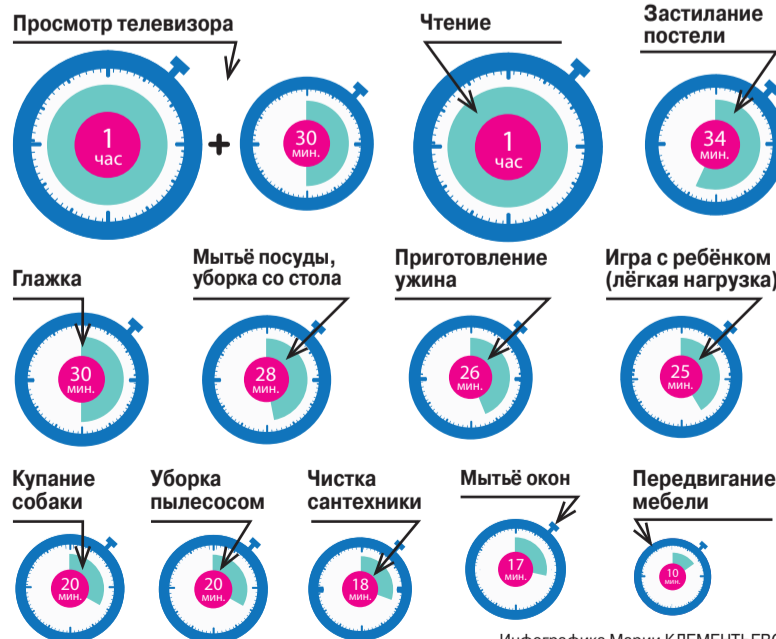 Просмотр телевизора
Чтение
Застилание
постели
1
час
+
30
мин.
1
час
34
мин.
Глажка
Мытьё посуды,
уборка со стола
Приготовление
ужина
Игра с ребёнком
(лёгкая нагрузка)
30
мин.
28
мин.
26
мин.
25
мин.
Купание
собаки
Уборка
пылесосом
Чистка
сантехники
Мытьё окон
Передвигание
мебели
20
мин.
20
мин.
18
мин.
17
мин.
10
мин.
Инфографика Марии